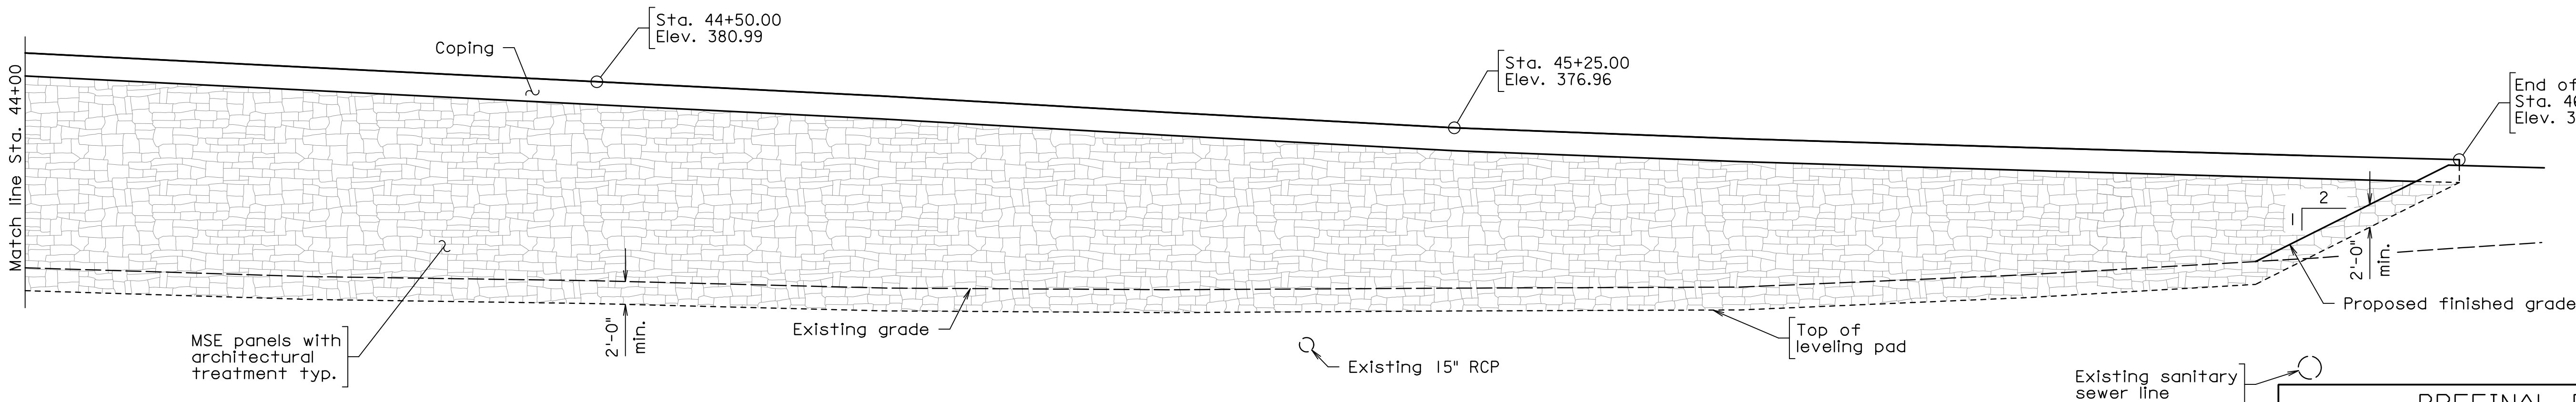 Sta. 44+50.00
Elev. 380.99
Coping
Sta. 45+25.00
Elev. 376.96
End of
Sta.
Elev.
Match line Sta. 44+00
2
1
2'-0"
min.
Proposed finished grade
Existing grade
2'-0"
min.
MSE panels with
architectural
treatment typ.
Top of
leveling pad
Existing 15" RCP
Existing sanitary
sewer line